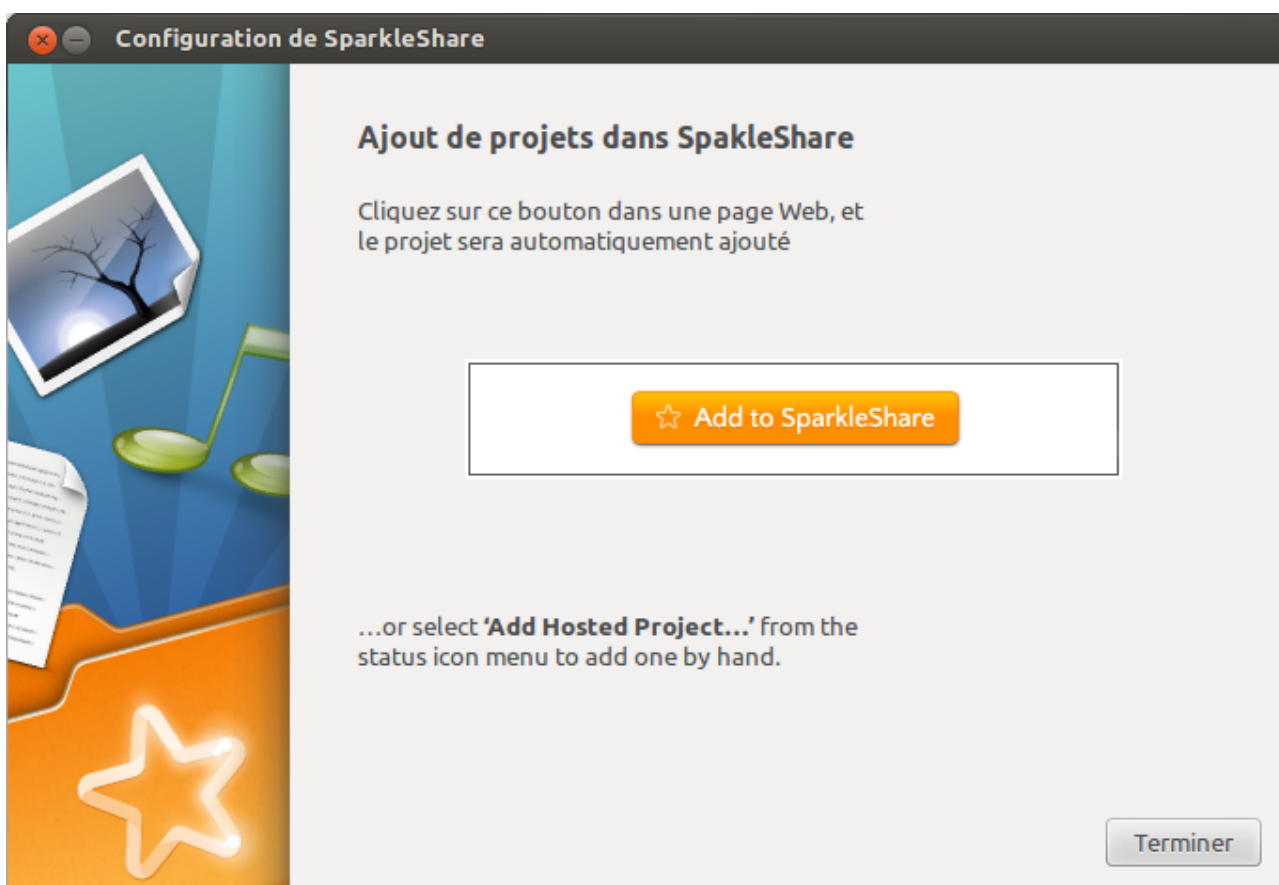 Configuration de SparkleShare
Ajout de projets dans SpakleShare
Cliquez sur ce bouton dans une page Web, et
le projet sera automatiquement ajouté
Add to SparkleShare
…or select ‘Add Hosted Project…’ from the
status icon menu to add one by hand.
Terminer